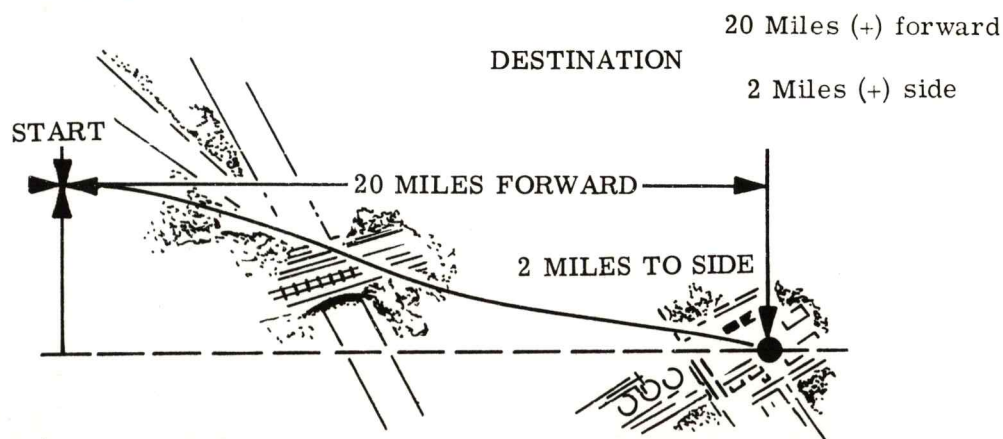 20 Miles (+) forward
DESTINATION
2 Miles (+) side
START
20 MILES FORWARD
2 MILES TO SIDE